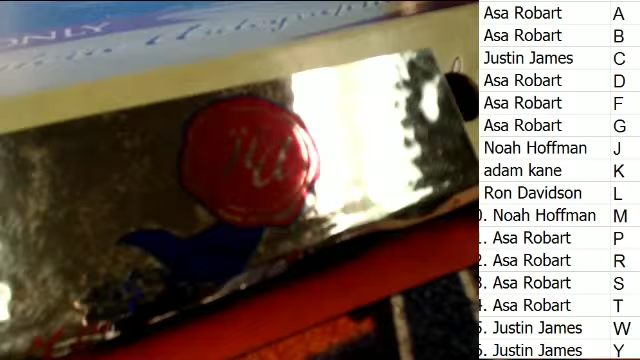 ONLY
Asa Robart A
Asa Robart B
Justin James C
Asa Robart D
Asa Robart F
Asa Robart G
Noah Hoffman J
adam kane K
Ron Davidson L
0. Noah Hoffman M
. Asa Robart P
2. Asa Robart R
3. Asa Robart S
4. Asa Robart T
5. Justin James W
6. Justin James Y